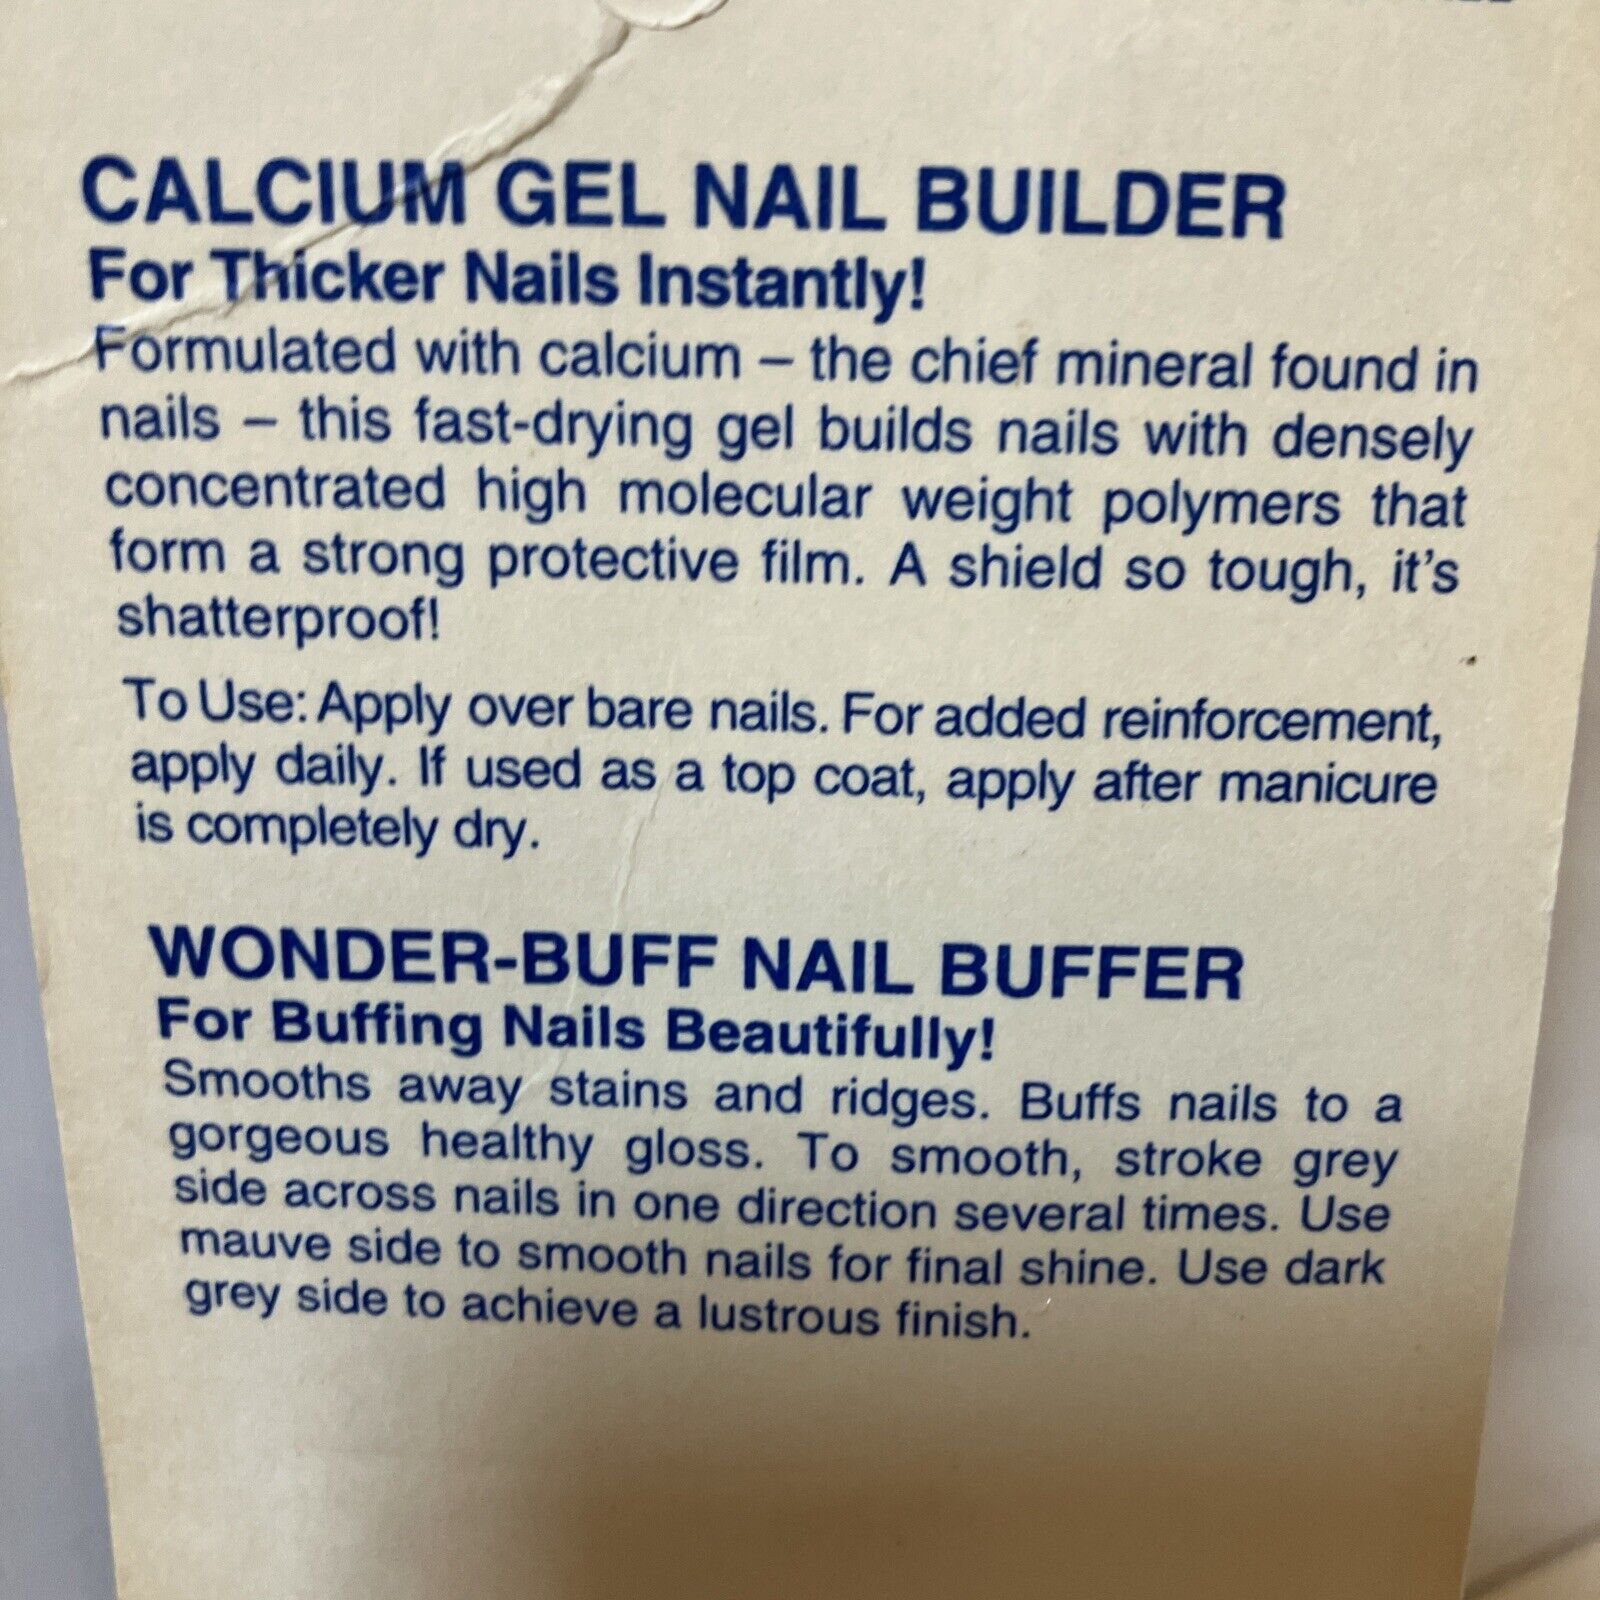 CALCIUM GEL NAIL BUILDER
For Thicker Nails Instantly!
Formulated with calcium – the chief mineral found in
nails – this fast-drying gel builds nails with densely
concentrated high molecular weight polymers that
form a strong protective film. A shield so tough, it's
shatterproof!
To Use: Apply over bare nails. For added reinforcement,
apply daily. If used as a top coat, apply after manicure
is completely dry.
WONDER-BUFF NAIL BUFFER
For Buffing Nails Beautifully!
Smooths away stains and ridges. Buffs nails to a
gorgeous healthy gloss. To smooth, stroke grey
side across nails in one direction several times. Use
mauve side to smooth nails for final shine. Use dark
grey side to achieve a lustrous finish.